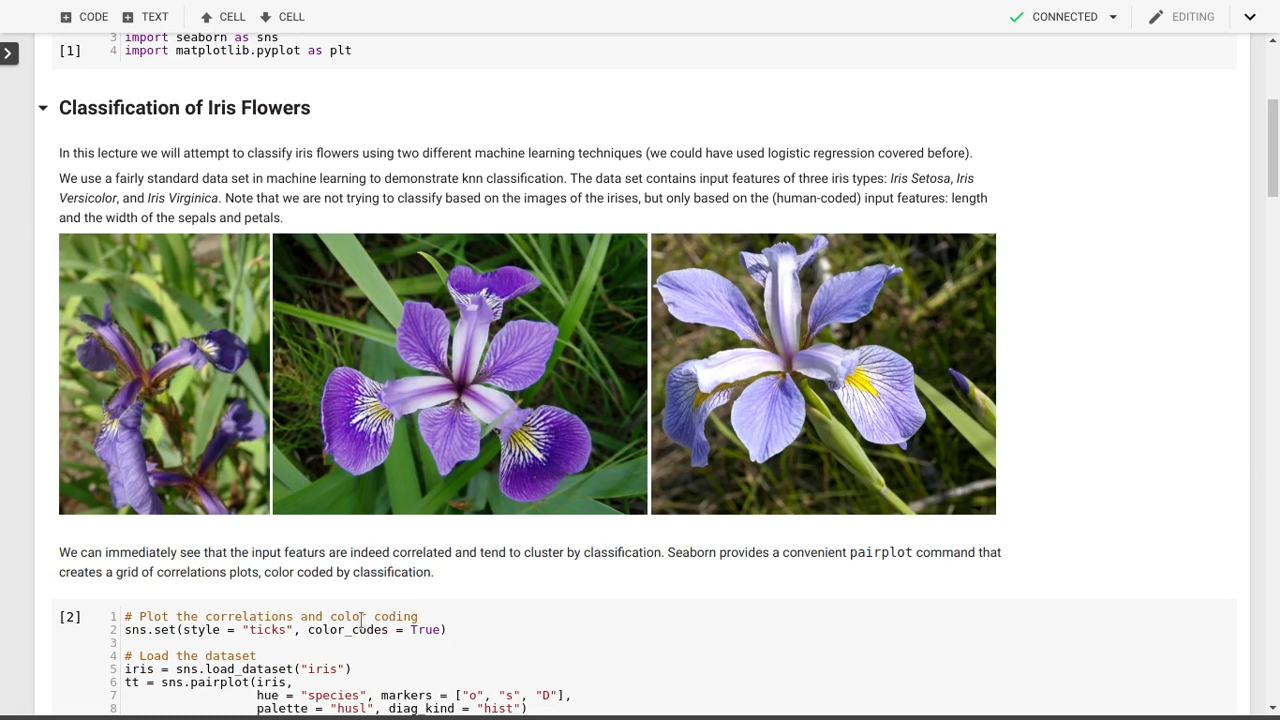 CODE TEXT CELL CELL CONNECTED EDITING
3 import seaborn as sns
[1] 4 import matplotlib.pyplot as plt
Classification of Iris Flowers
In this lecture we will attempt to classify iris flowers using two different machine learning techniques (we could have used logistic regression covered before).
We use a fairly standard data set in machine learning to demonstrate knn classification. The data set contains input features of three iris types: Iris Setosa, Iris
Versicolor, and Iris Virginica. Note that we are not trying to classify based on the images of the irises, but only based on the (human-coded) input features: length
and the width of the sepals and petals.
We can immediately see that the input featurs are indeed correlated and tend to cluster by classification. Seaborn provides a convenient pairplot command that
creates a grid of correlations plots, color coded by classification.
[2] 1 # Plot the correlations and color coding
2 sns.set(style = "ticks", color_codes = True)
3
4 # Load the dataset
5 iris = sns.load_dataset("iris")
6 tt = sns.pairplot(iris,
7 hue = "species", markers = ["o", "s", "D"],
8 palette = "husl", diag_kind = "hist")